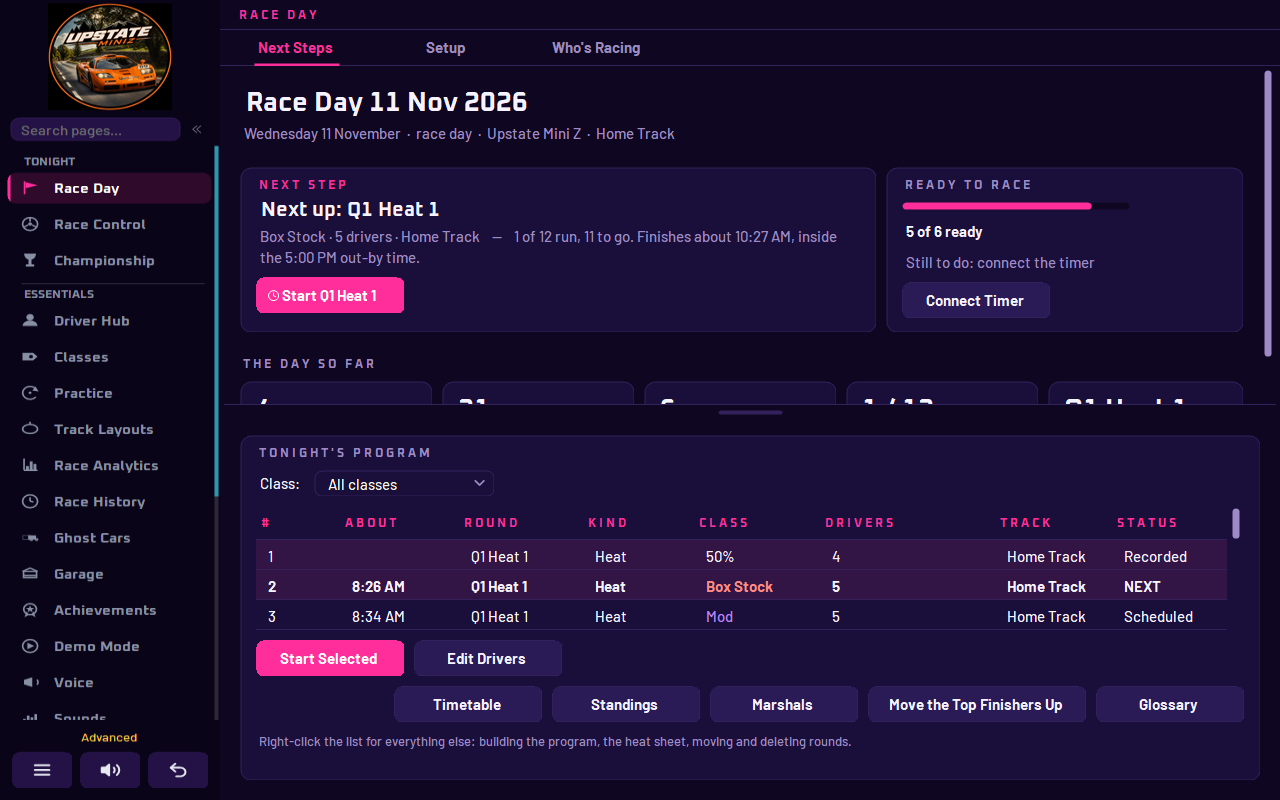 UPSTATE
MINIZ
Search pages...
TONIGHT
Race Day
Race Control
Championship
ESSENTIALS
Driver Hub
Classes
Practice
Track Layouts
Race Analytics
Race History
Ghost Cars
Garage
Achievements
Demo Mode
Voice
Sounds
Advanced
RACE DAY
Next Steps
Setup
Who's Racing
Race Day 11 Nov 2026
Wednesday 11 November · race day · Upstate Mini Z · Home Track
NEXT STEP
Next up: Q1 Heat 1
Box Stock · 5 drivers · Home Track — 1 of 12 run, 11 to go. Finishes about 10:27 AM, inside
the 5:00 PM out-by time.
Start Q1 Heat 1
READY TO RACE
5 of 6 ready
Still to do: connect the timer
Connect Timer
THE DAY SO FAR
1 / 12 Q1 Heat 1
TONIGHT'S PROGRAM
Class: All classes
# ABOUT ROUND KIND CLASS DRIVERS TRACK STATUS
1 Q1 Heat 1 Heat 50% 4 Home Track Recorded
2 8:26 AM Q1 Heat 1 Heat Box Stock 5 Home Track NEXT
3 8:34 AM Q1 Heat 1 Heat Mod 5 Home Track Scheduled
Start Selected Edit Drivers
Timetable Standings Marshals Move the Top Finishers Up Glossary
Right-click the list for everything else: building the program, the heat sheet, moving and deleting rounds.